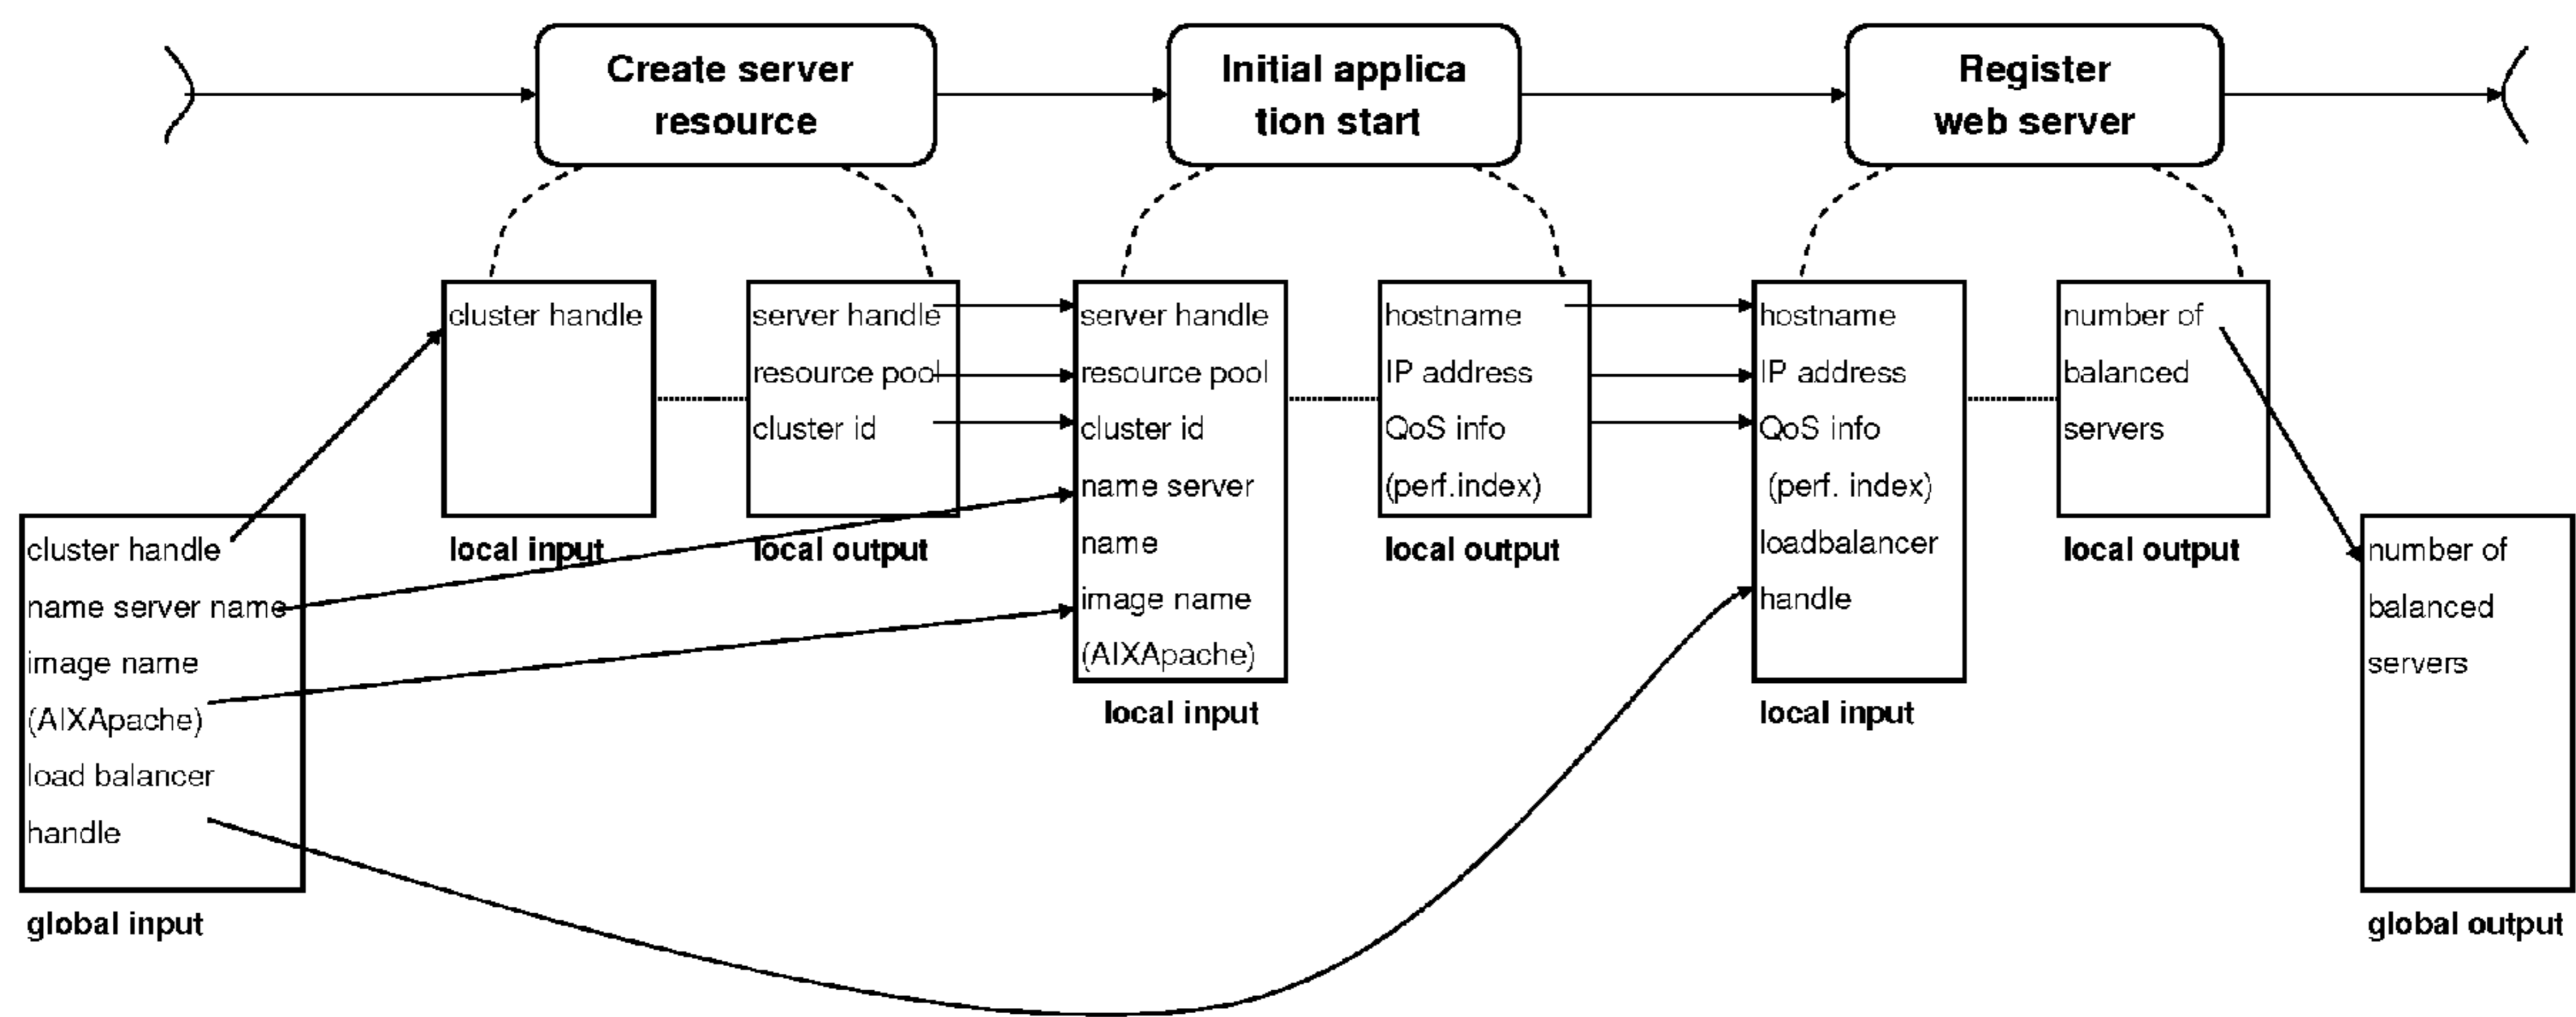 Create server
resource
Initial applica
tion start
Register
web server
cluster handle
local input
server handle
resource pool
cluster id
local output
server handle
resource pool
cluster id
name server
name
image name
(AIXApache)
local input
hostname
IP address
QoS info
(perf.index)
local output
hostname
IP address
QoS info
(perf. index)
loadbalancer
handle
local input
number of
balanced
servers
local output
cluster handle
name server name
image name
(AIXApache)
load balancer
handle
global input
number of
balanced
servers
global output